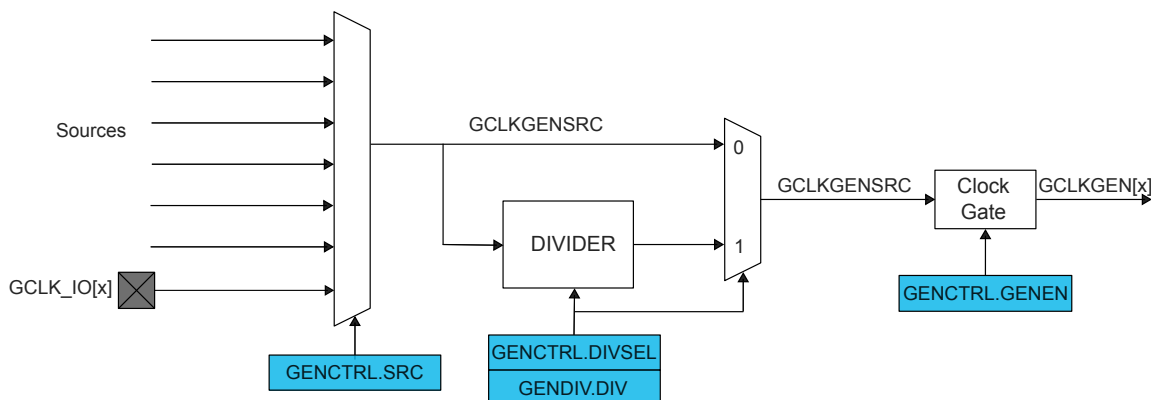 Sources
GCLK_IO[x]
GENCTRL.SRC
GCLKGENSRC
DIVIDER
GENCTRL.DIVSEL
GENDIV.DIV
0
1
GCLKGENSRC
Clock
Gate
GCLKGEN[x]
GENCTRL.GENEN